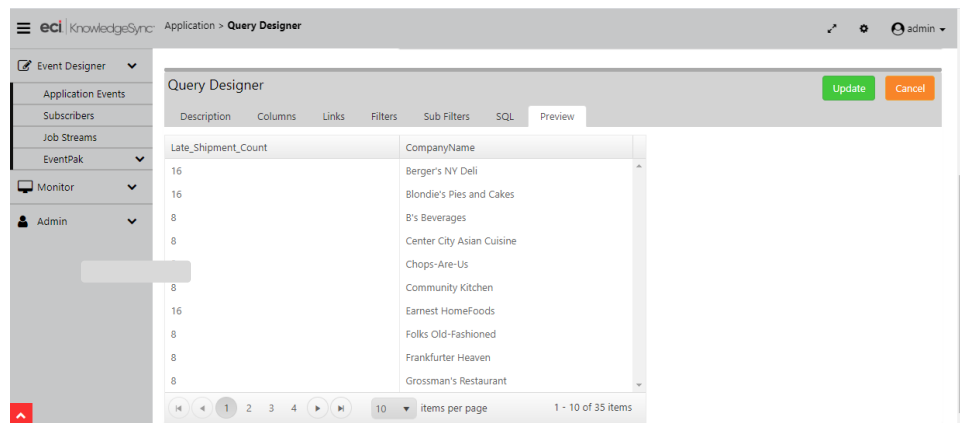 eci KnowledgeSync
Application > Query Designer
admin
Event Designer
Application Events
Subscribers
Job Streams
EventPak
Monitor
Admin
Query Designer
Update
Cancel
Description Columns Links Filters Sub Filters SQL Preview
Late_Shipment_Count CompanyName
16 Berger's NY Deli
16 Blondie's Pies and Cakes
8 B's Beverages
8 Center City Asian Cuisine
Chops-Are-Us
8 Community Kitchen
16 Earnest HomeFoods
8 Folks Old-Fashioned
8 Frankfurter Heaven
8 Grossman's Restaurant
1 2 3 4 10 items per page 1 - 10 of 35 items